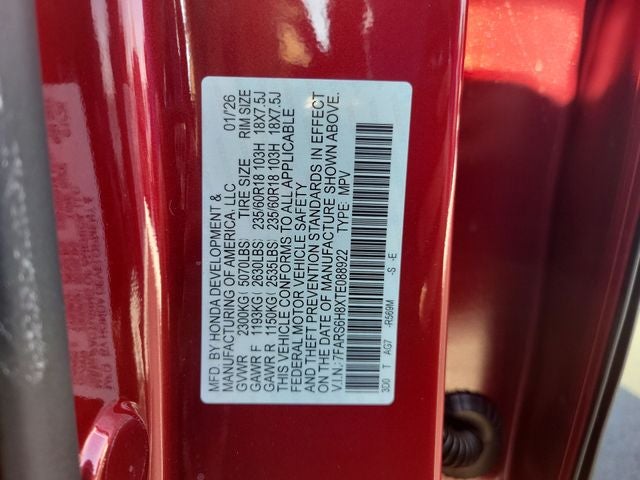 MFD. BY HONDA DEVELOPMENT &
MANUFACTURING OF AMERICA, LLC 01/26
GVWR 2300KG 5070LBS TIRE SIZE RIM SIZE
GAWR F 1193KG 2630LBS 235/60R18 103H 18X7.5J
GAWR R 1150KG 2535LBS 235/60R18 103H 18X7.5J
THIS VEHICLE CONFORMS TO ALL APPLICABLE
FEDERAL MOTOR VEHICLE SAFETY
AND THEFT PREVENTION STANDARDS IN EFFECT
ON THE DATE OF MANUFACTURE SHOWN ABOVE.
V.I.N.: 7FARS6H8XTE088922 TYPE: MPV
3D0 T AG7 -R569M -S -E